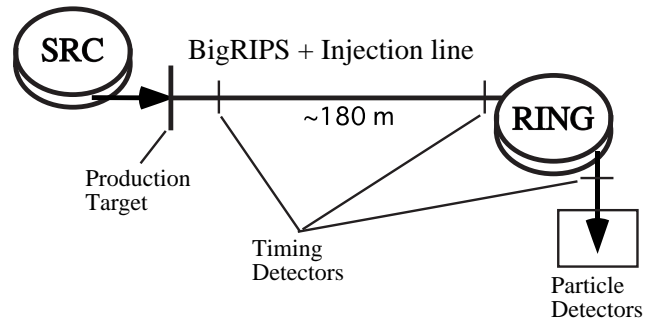 SRC
BigRIPS + Injection line
~180 m
RING
Production
Target
Timing
Detectors
Particle
Detectors